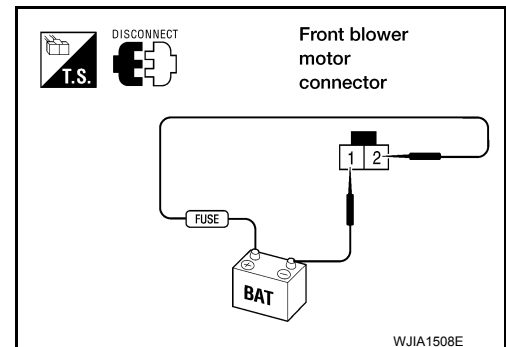 DISCONNECT
T.S.
Front blower
motor
connector
1 2
FUSE
+ −
BAT
WJIA1508E